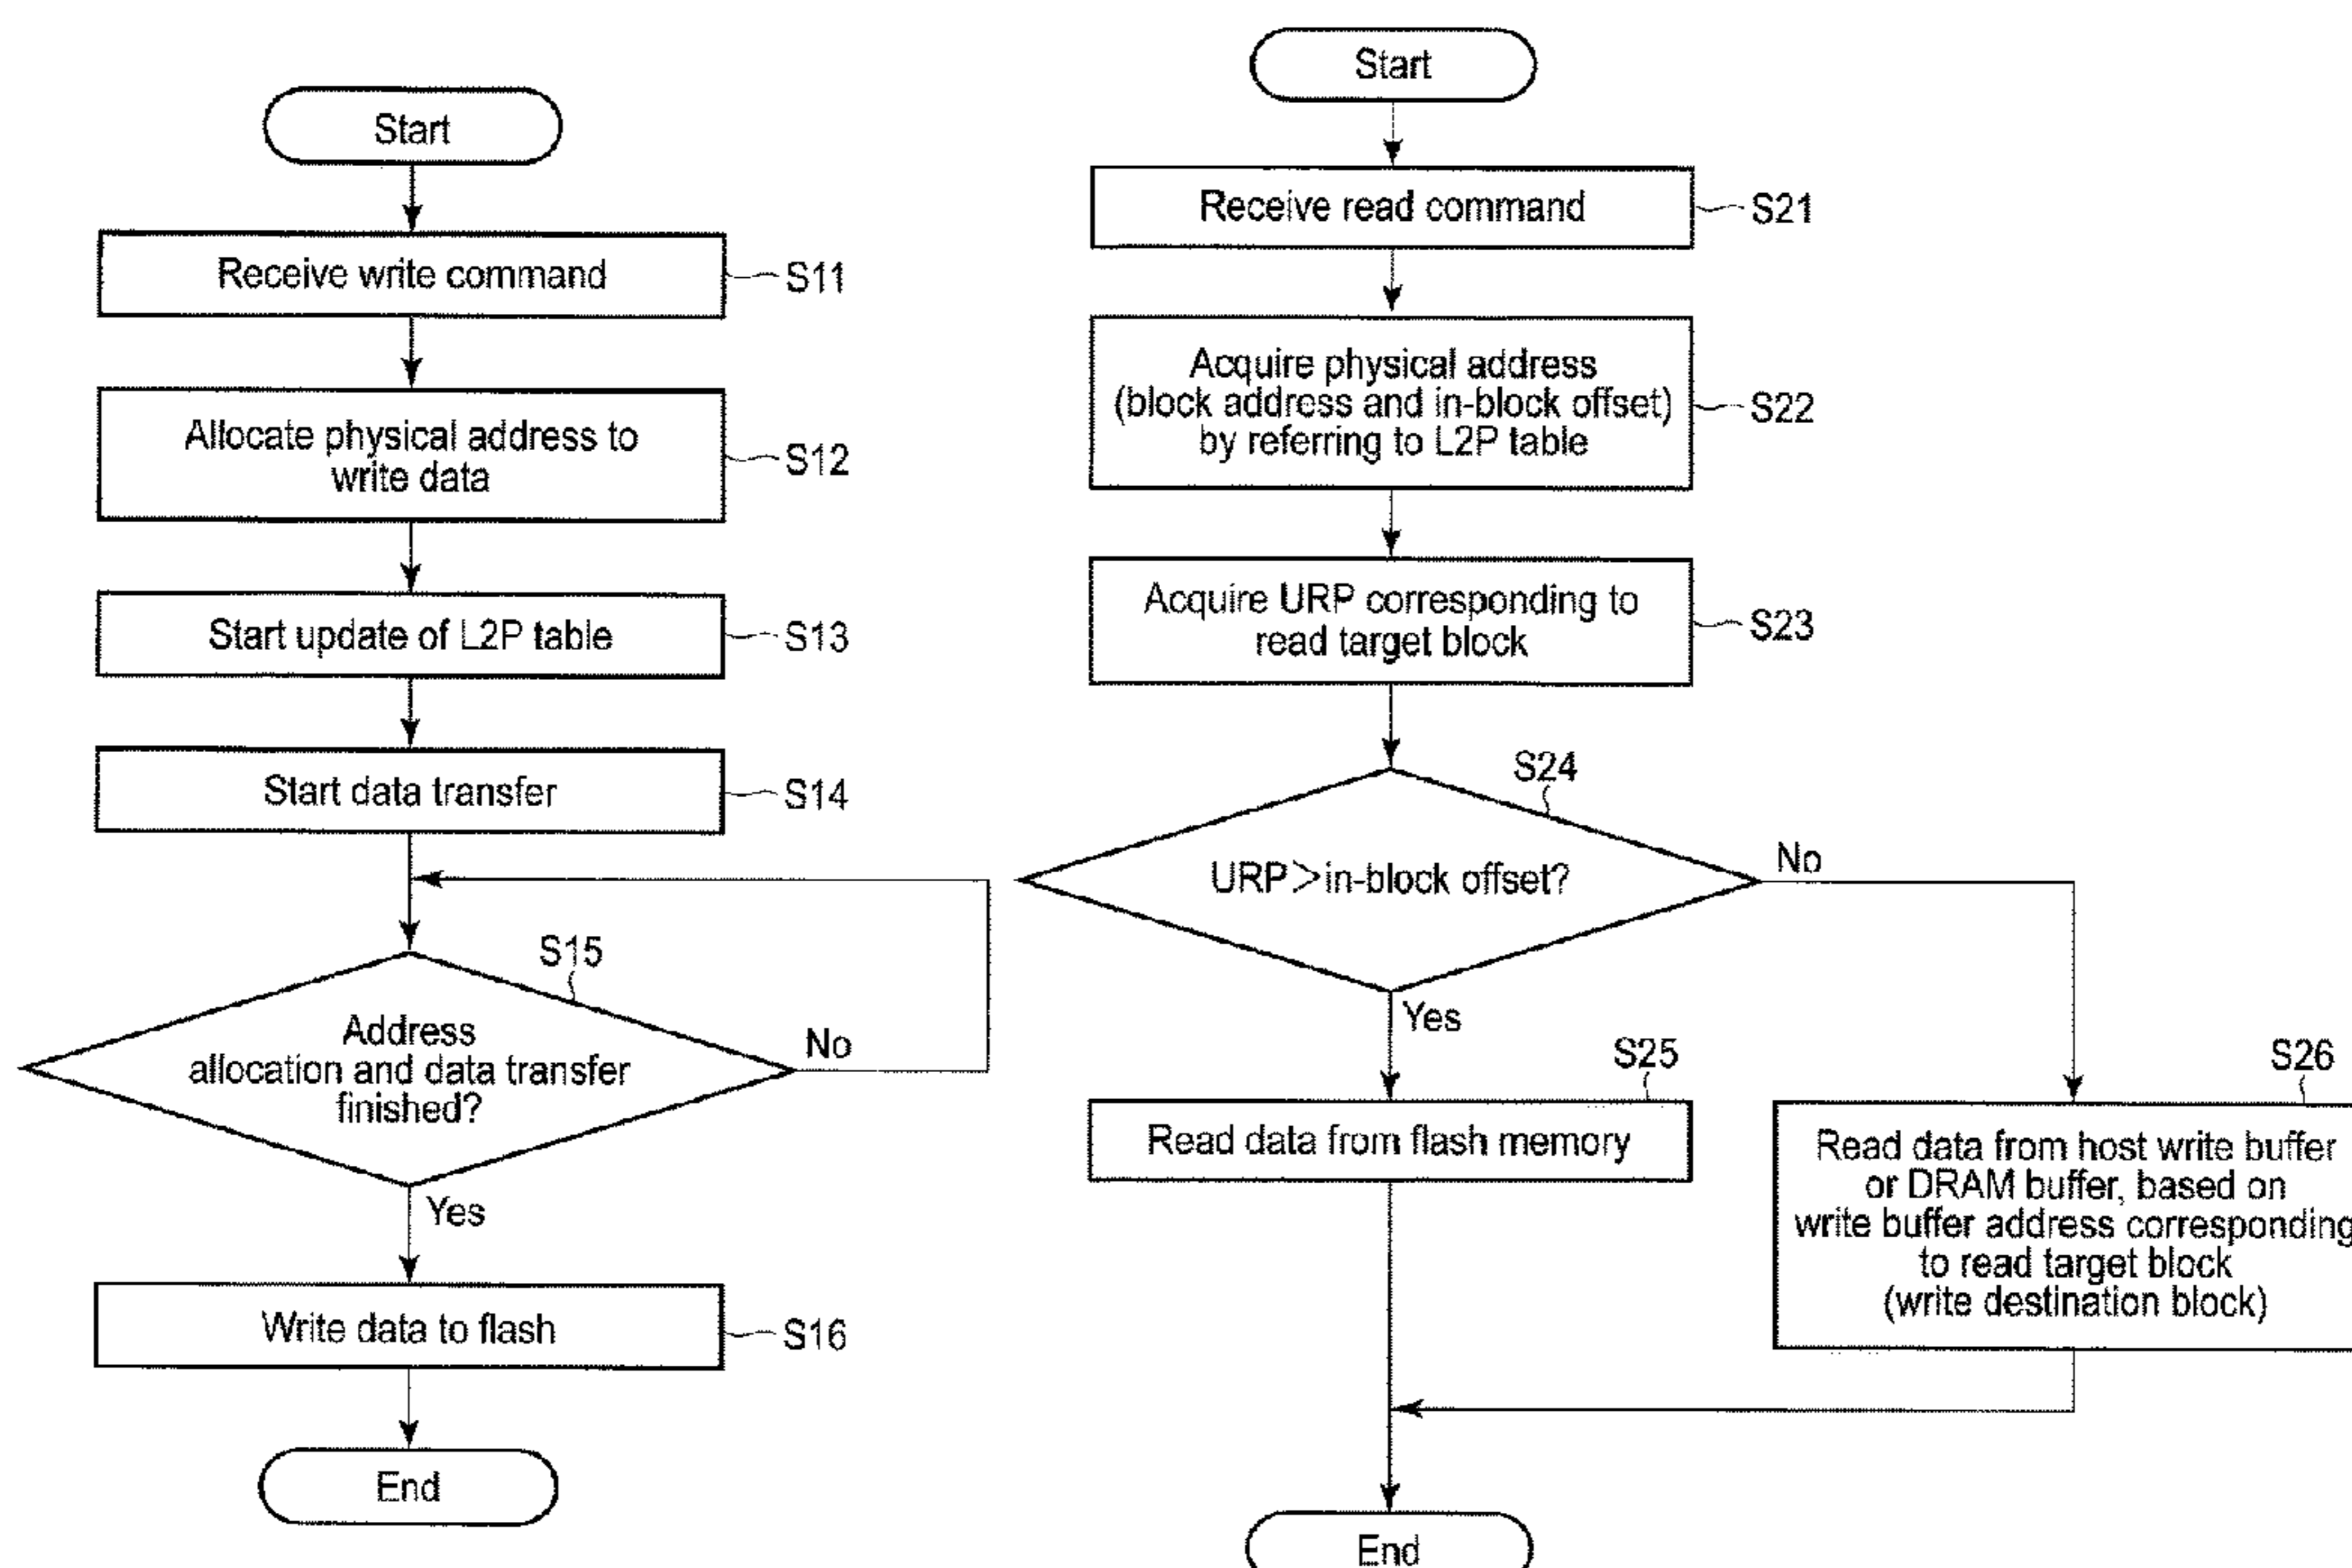 Start
Receive write command
S11
Allocate physical address to
write data
S12
Start update of L2P table
S13
Start data transfer
S14
S15
Address
allocation and data transfer
finished?
No
Yes
Write data to flash
S16
End
Start
Receive read command
S21
Acquire physical address
(block address and in-block offset)
by referring to L2P table
S22
Acquire URP corresponding to
read target block
S23
S24
URP>in-block offset?
No
Yes
S25
Read data from flash memory
S26
Read data from host write buffer
or DRAM buffer, based on
write buffer address corresponding
to read target block
(write destination block)
End